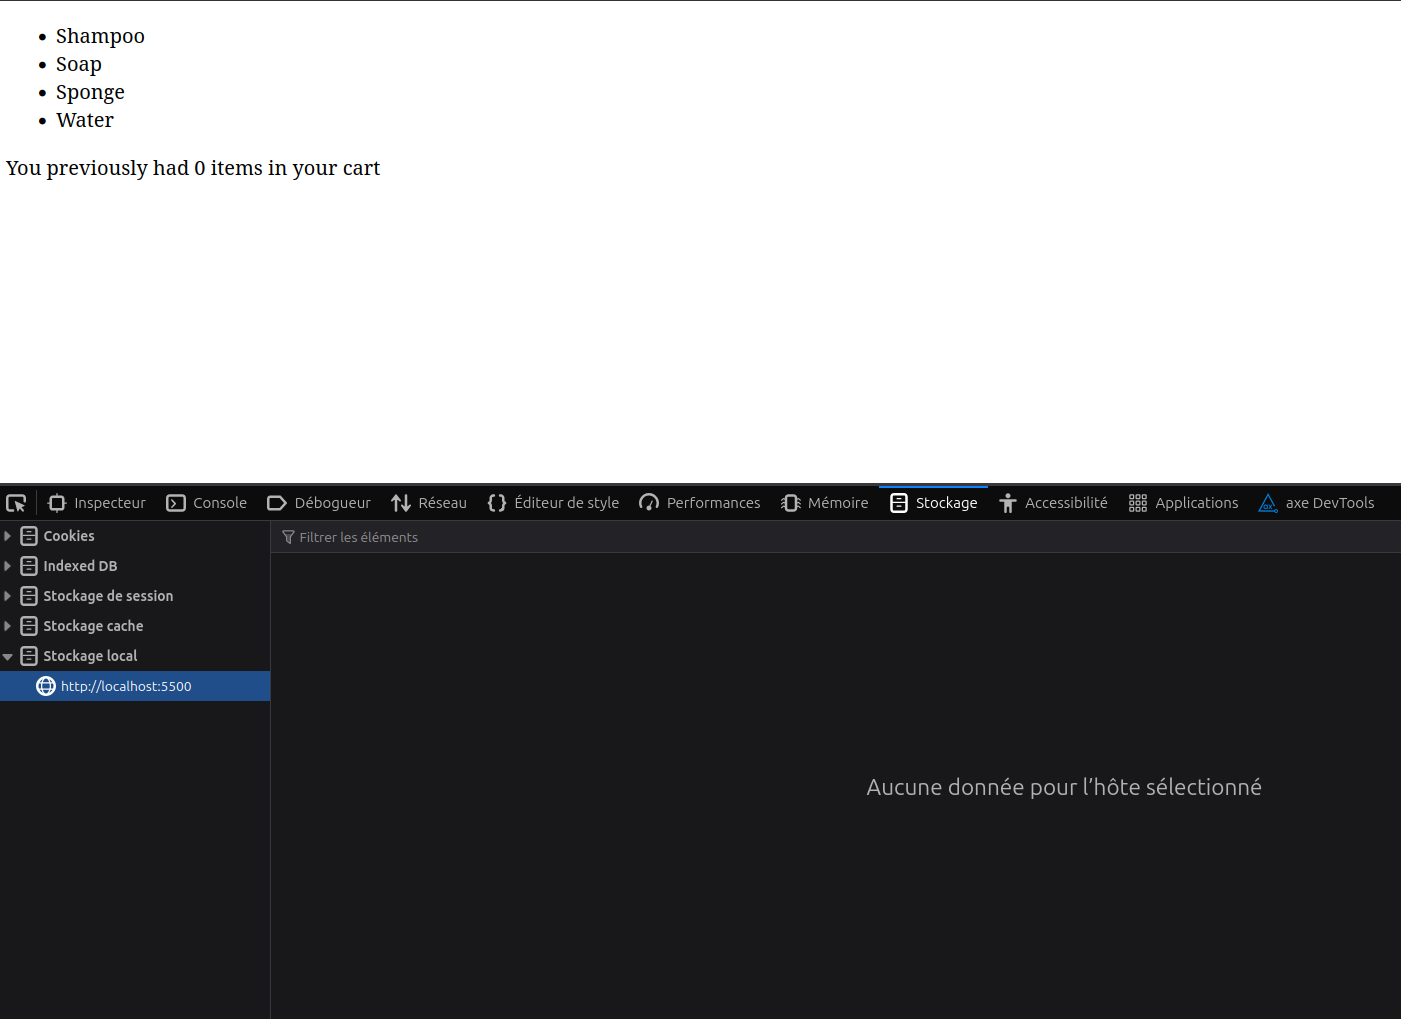 Shampoo
Soap
Sponge
Water
You previously had 0 items in your cart
Inspecteur Console Débogueur Réseau Éditeur de style Performances Mémoire Stockage Accessibilité Applications axe DevTools
Cookies
Filtrer les éléments
Indexed DB
Stockage de session
Stockage cache
Stockage local
http://localhost:5500
Aucune donnée pour l’hôte sélectionné